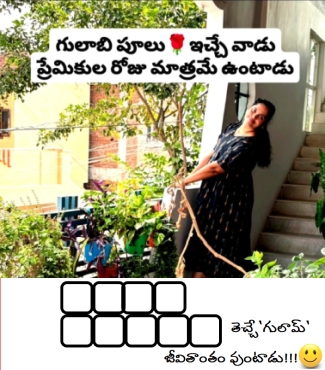 గులాబి పూలు🌹ఇచ్చే వాడు
ప్రేమికుల రోజు మాత్రమే ఉంటాడు
తెచ్చే'గులామ్'
జీవితాంతం వుంటాడు!!!🙂